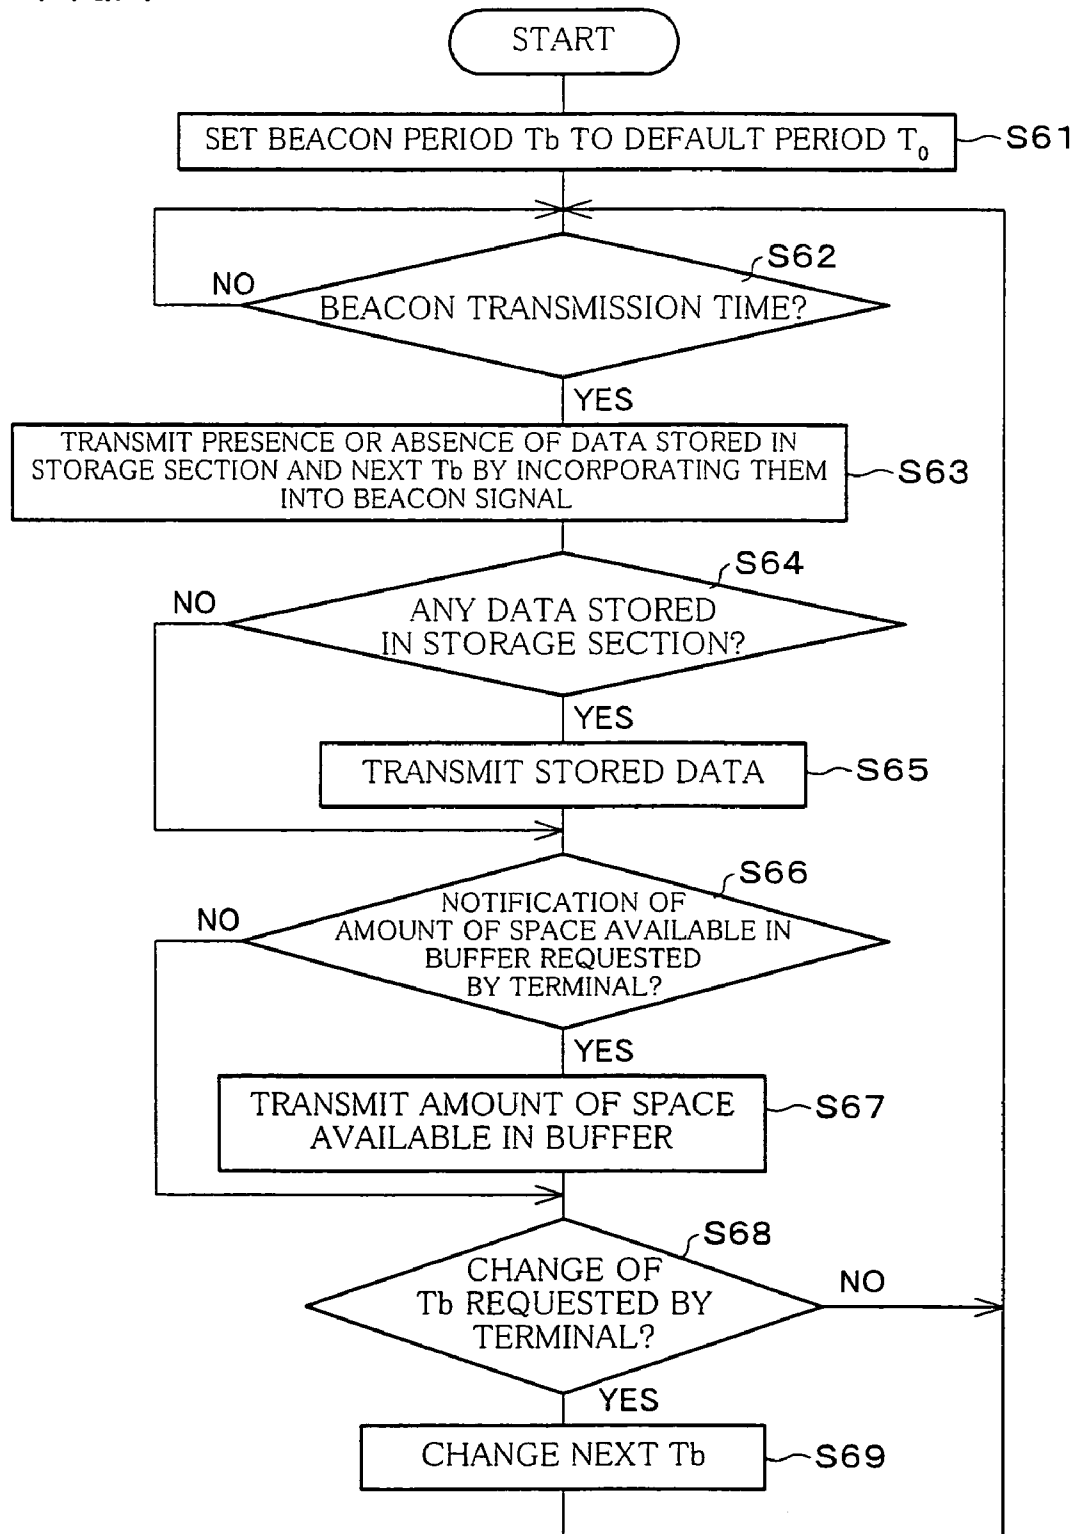 START
SET BEACON PERIOD Tb TO DEFAULT PERIOD T₀
S61
S62
NO
BEACON TRANSMISSION TIME?
YES
TRANSMIT PRESENCE OR ABSENCE OF DATA STORED IN
STORAGE SECTION AND NEXT Tb BY INCORPORATING THEM
INTO BEACON SIGNAL
S63
S64
NO
ANY DATA STORED
IN STORAGE SECTION?
YES
TRANSMIT STORED DATA
S65
S66
NO
NOTIFICATION OF
AMOUNT OF SPACE AVAILABLE IN
BUFFER REQUESTED
BY TERMINAL?
YES
TRANSMIT AMOUNT OF SPACE
AVAILABLE IN BUFFER
S67
S68
CHANGE OF
Tb REQUESTED BY
TERMINAL?
NO
YES
CHANGE NEXT Tb
S69